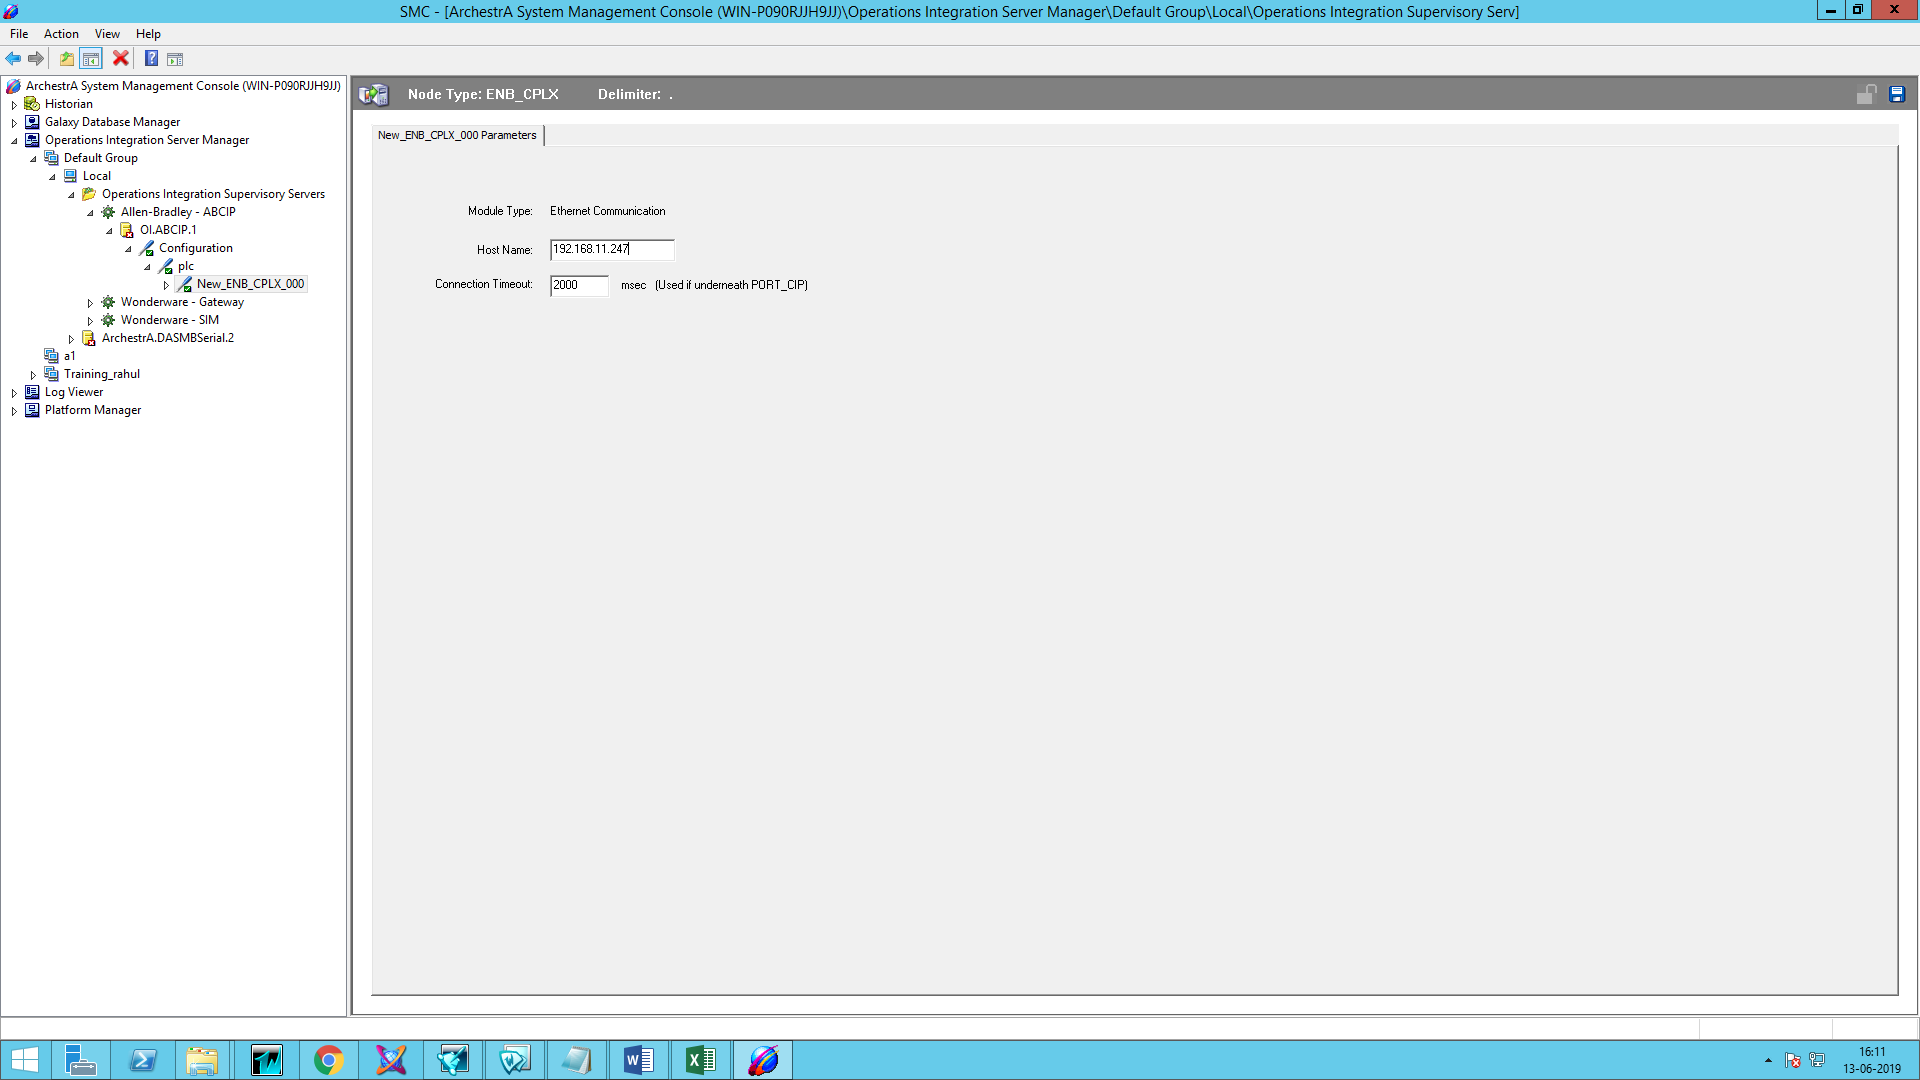 SMC - [ArchestrA System Management Console (WIN-P090RJJH9JJ)\Operations Integration Server Manager\Default Group\Local\Operations Integration Supervisory Serv]
File Action View Help
ArchestrA System Management Console (WIN-P090RJJH9JJ)
Historian
Galaxy Database Manager
Operations Integration Server Manager
Default Group
Local
Operations Integration Supervisory Servers
Allen-Bradley - ABCIP
OI.ABCIP.1
Configuration
plc
New_ENB_CPLX_000
Wonderware - Gateway
Wonderware - SIM
ArchestrA.DASMBSerial.2
a1
Training_rahul
Log Viewer
Platform Manager
Node Type: ENB_CPLX Delimiter: .
New_ENB_CPLX_000 Parameters
Module Type: Ethernet Communication
Host Name: 192.168.11.247
Connection Timeout: 2000 msec (Used if underneath PORT_CIP)
16:11
13-06-2019